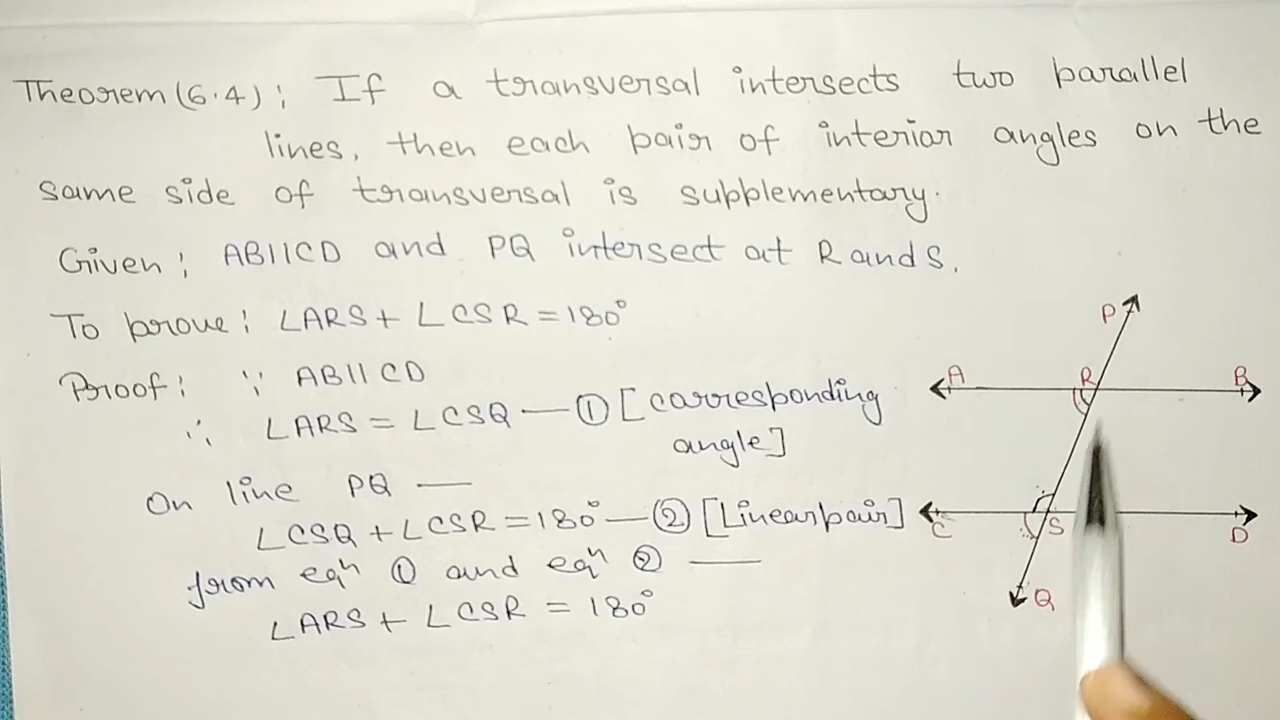 Theorem (6.4) : If a transversal intersects two parallel
lines, then each pair of interior angles on the
same side of transversal is supplementary.
Given : AB||CD and PQ intersect at R and S.
To prove : ∠ARS + ∠CSR = 180°
Proof : ∵ AB||CD
∴ ∠ARS = ∠CSQ — ① [corresponding
angle]
On line PQ —
∠CSQ + ∠CSR = 180° — ② [Linear pair]
from eqⁿ ① and eqⁿ ② —
∠ARS + ∠CSR = 180°
P
A R B
C S D
Q